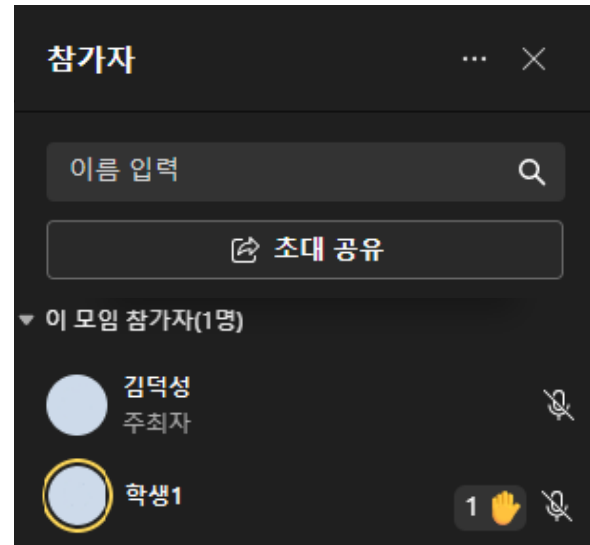 참가자
이름 입력
초대 공유
이 모임 참가자(1명)
김덕성
주최자
학생1
1